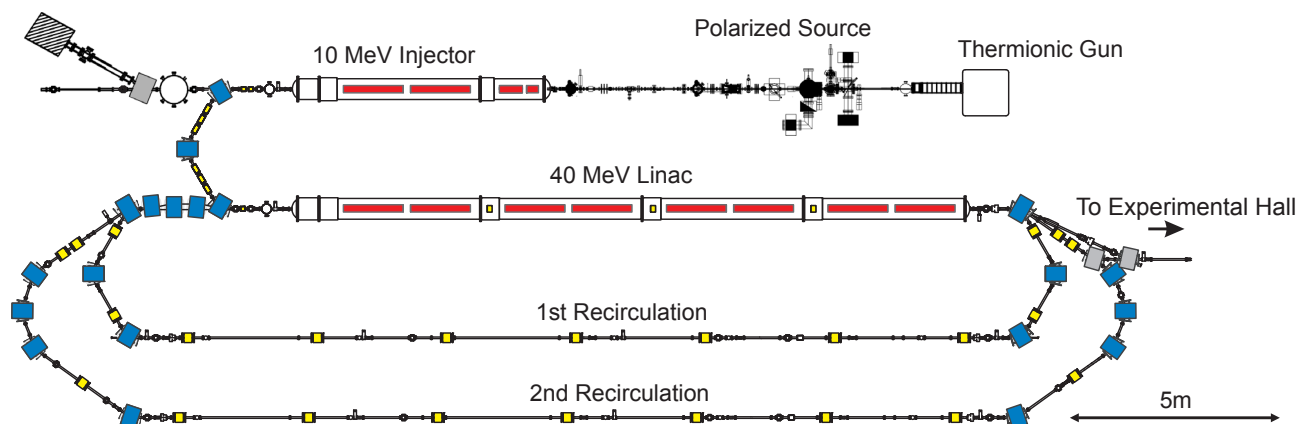 Polarized Source
10 MeV Injector
Thermionic Gun
40 MeV Linac
To Experimental Hall
1st Recirculation
2nd Recirculation
5m